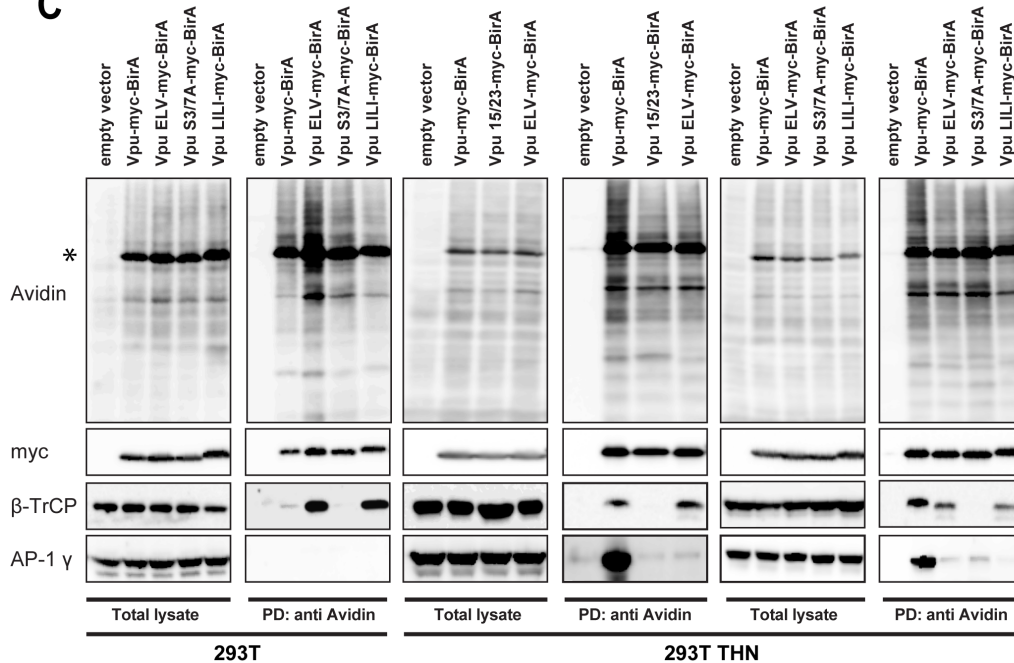 C
empty vector
Vpu-myc-BirA
Vpu ELV-myc-BirA
Vpu S3/7A-myc-BirA
Vpu LILI-myc-BirA
empty vector
Vpu-myc-BirA
Vpu ELV-myc-BirA
Vpu S3/7A-myc-BirA
Vpu LILI-myc-BirA
empty vector
Vpu-myc-BirA
Vpu 15/23-myc-BirA
Vpu ELV-myc-BirA
empty vector
Vpu-myc-BirA
Vpu 15/23-myc-BirA
Vpu ELV-myc-BirA
empty vector
Vpu-myc-BirA
Vpu ELV-myc-BirA
Vpu S3/7A-myc-BirA
Vpu LILI-myc-BirA
empty vector
Vpu-myc-BirA
Vpu ELV-myc-BirA
Vpu S3/7A-myc-BirA
Vpu LILI-myc-BirA
*
Avidin
myc
β-TrCP
AP-1 γ
Total lysate
PD: anti Avidin
Total lysate
PD: anti Avidin
Total lysate
PD: anti Avidin
293T
293T THN